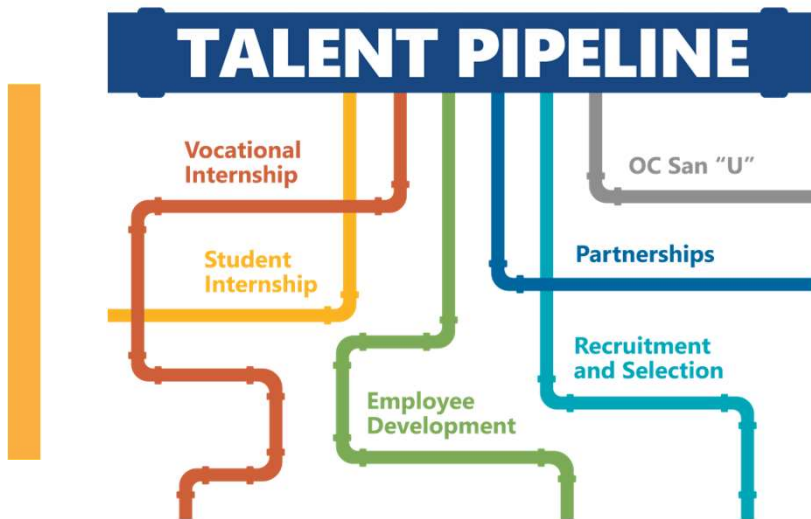 TALENT PIPELINE
Vocational
Internship
OC San “U”
Student
Internship
Partnerships
Recruitment
and Selection
Employee
Development